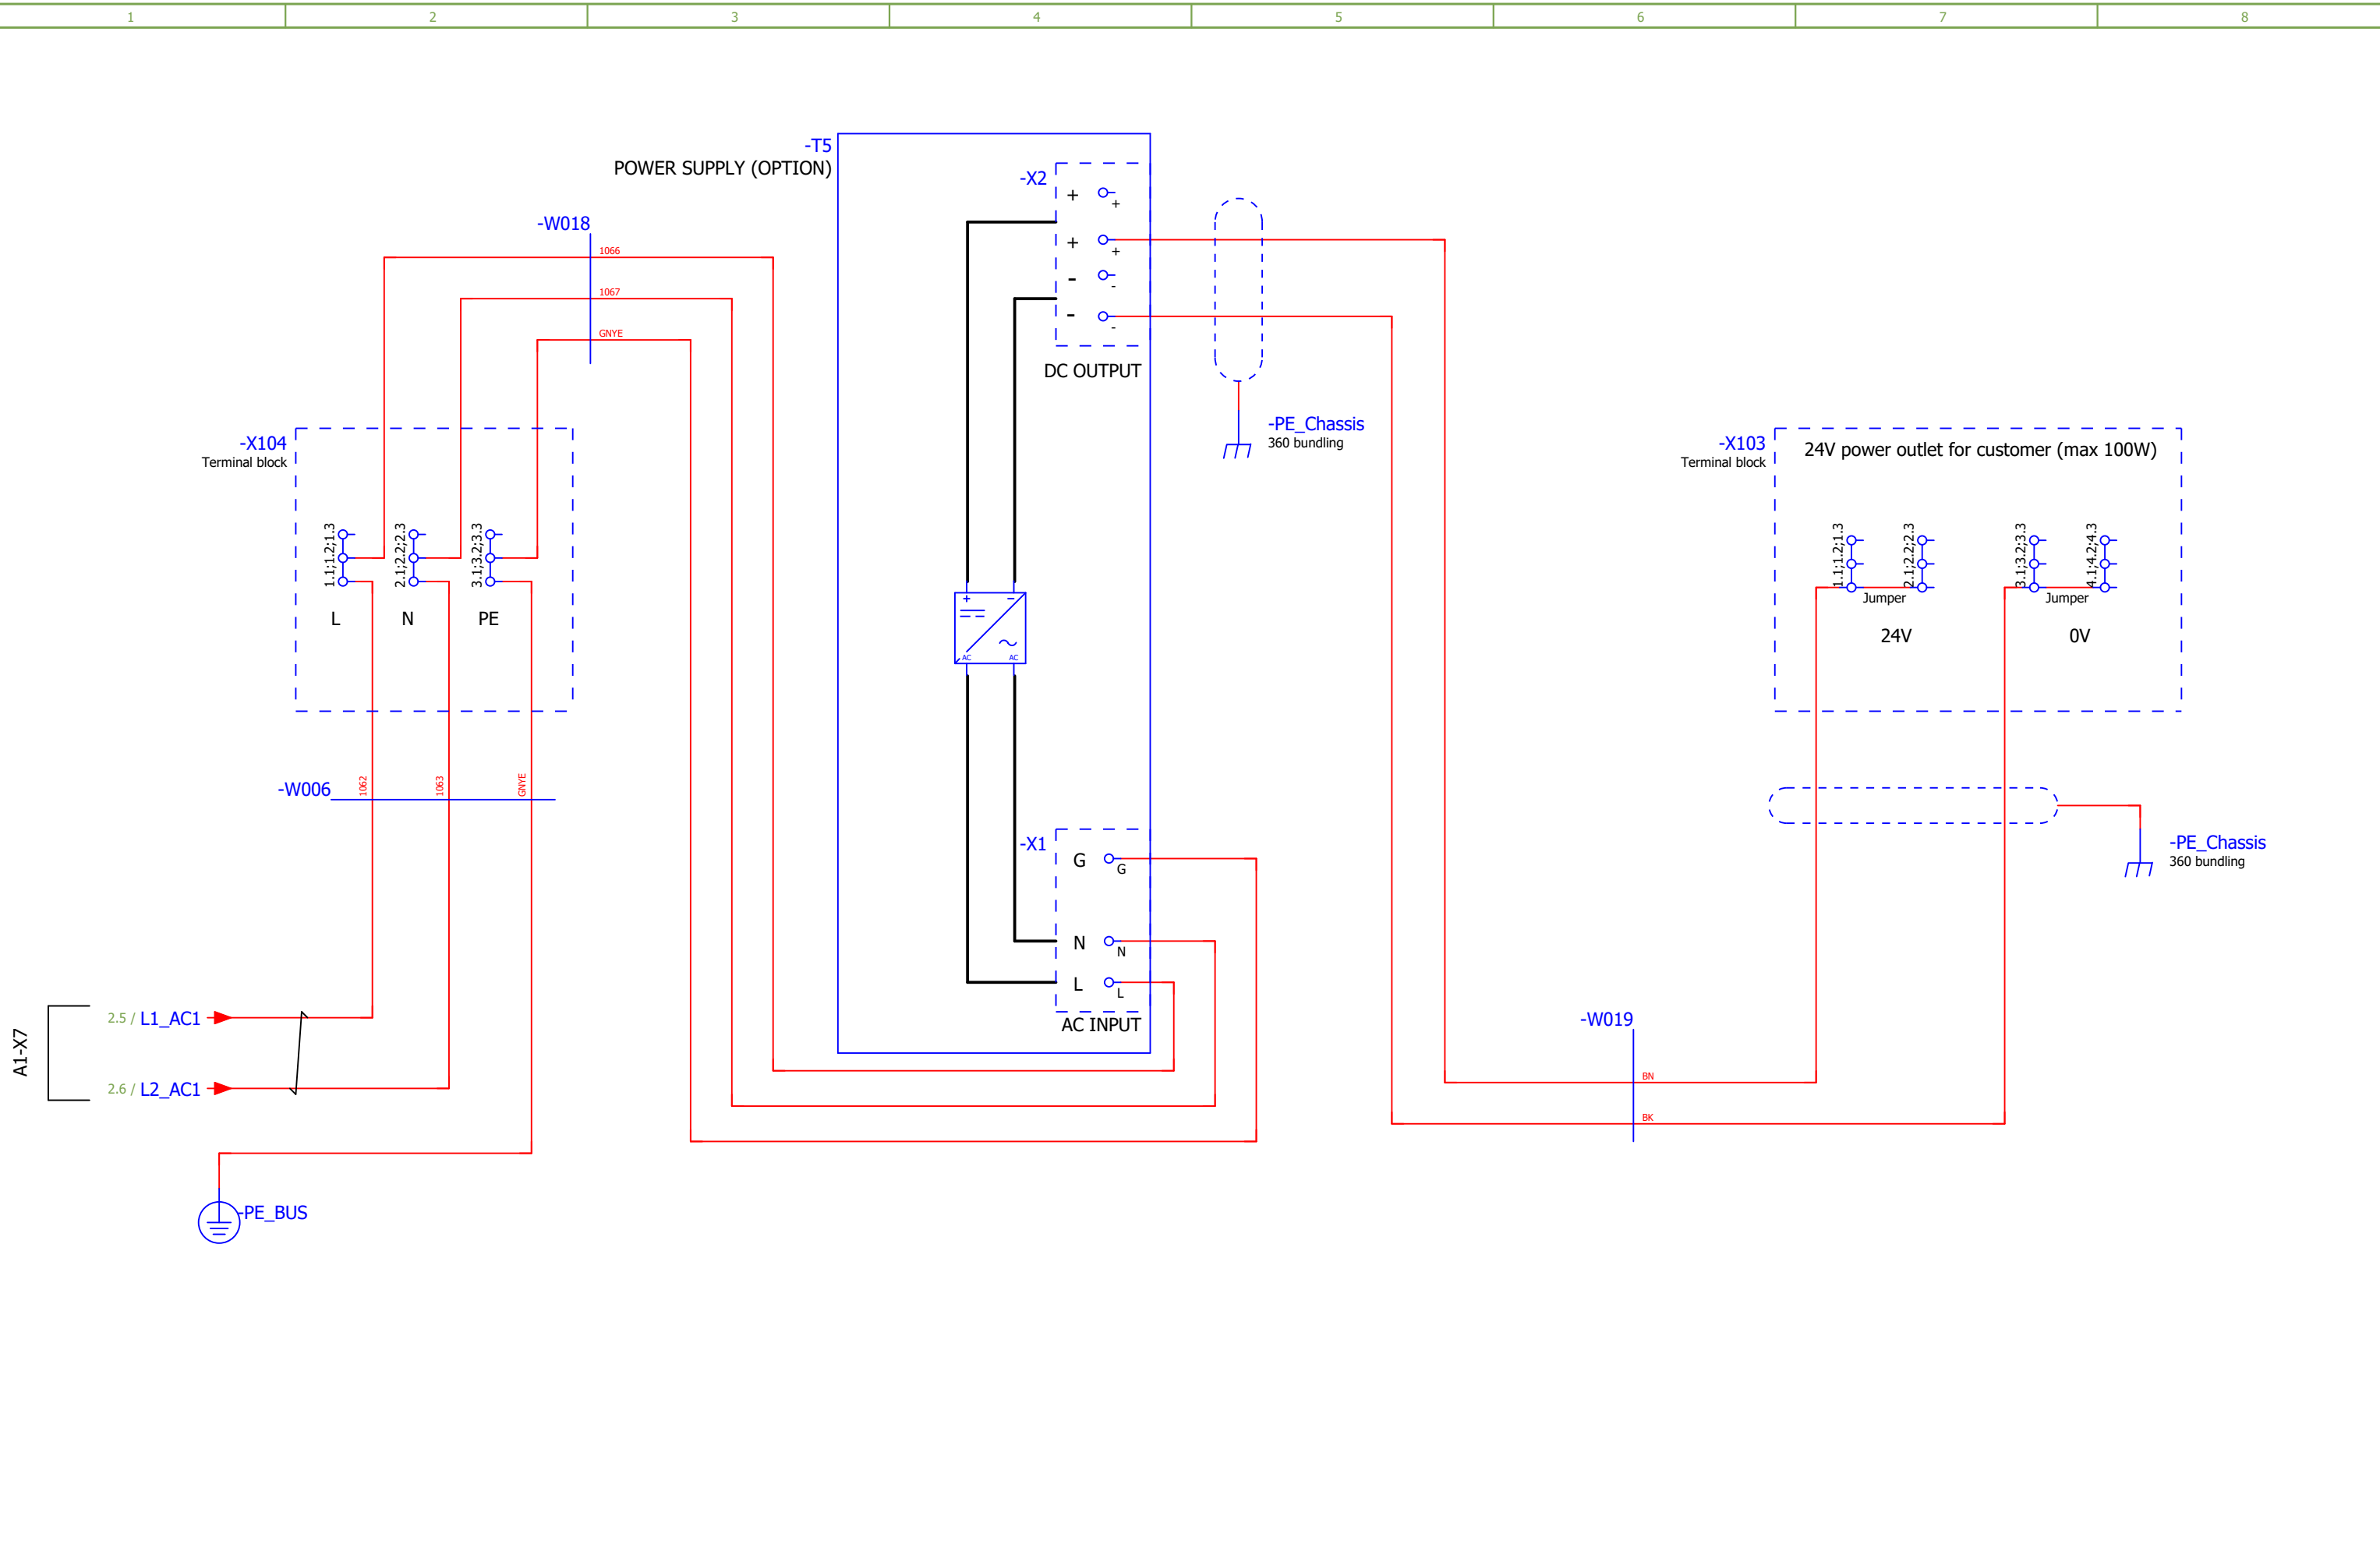 1 2 3 4 5 6 7 8
-T5
POWER SUPPLY (OPTION)
-X2
+
+
+
+
-
-
-
-
DC OUTPUT
-W018
1066
1067
GNYE
-PE_Chassis
360 bundling
-X104
Terminal block
1.1;1.2;1.3
2.1;2.2;2.3
3.1;3.2;3.3
L N PE
-X103
Terminal block
24V power outlet for customer (max 100W)
1.1;1.2;1.3
2.1;2.2;2.3
3.1;3.2;3.3
4.1;4.2;4.3
Jumper
Jumper
24V
0V
+ −
AC AC
-W006
1062
1063
GNYE
-X1
G
G
N
N
L
L
AC INPUT
-PE_Chassis
360 bundling
A1-X7
2.5 / L1_AC1
2.6 / L2_AC1
-W019
BN
BK
-PE_BUS